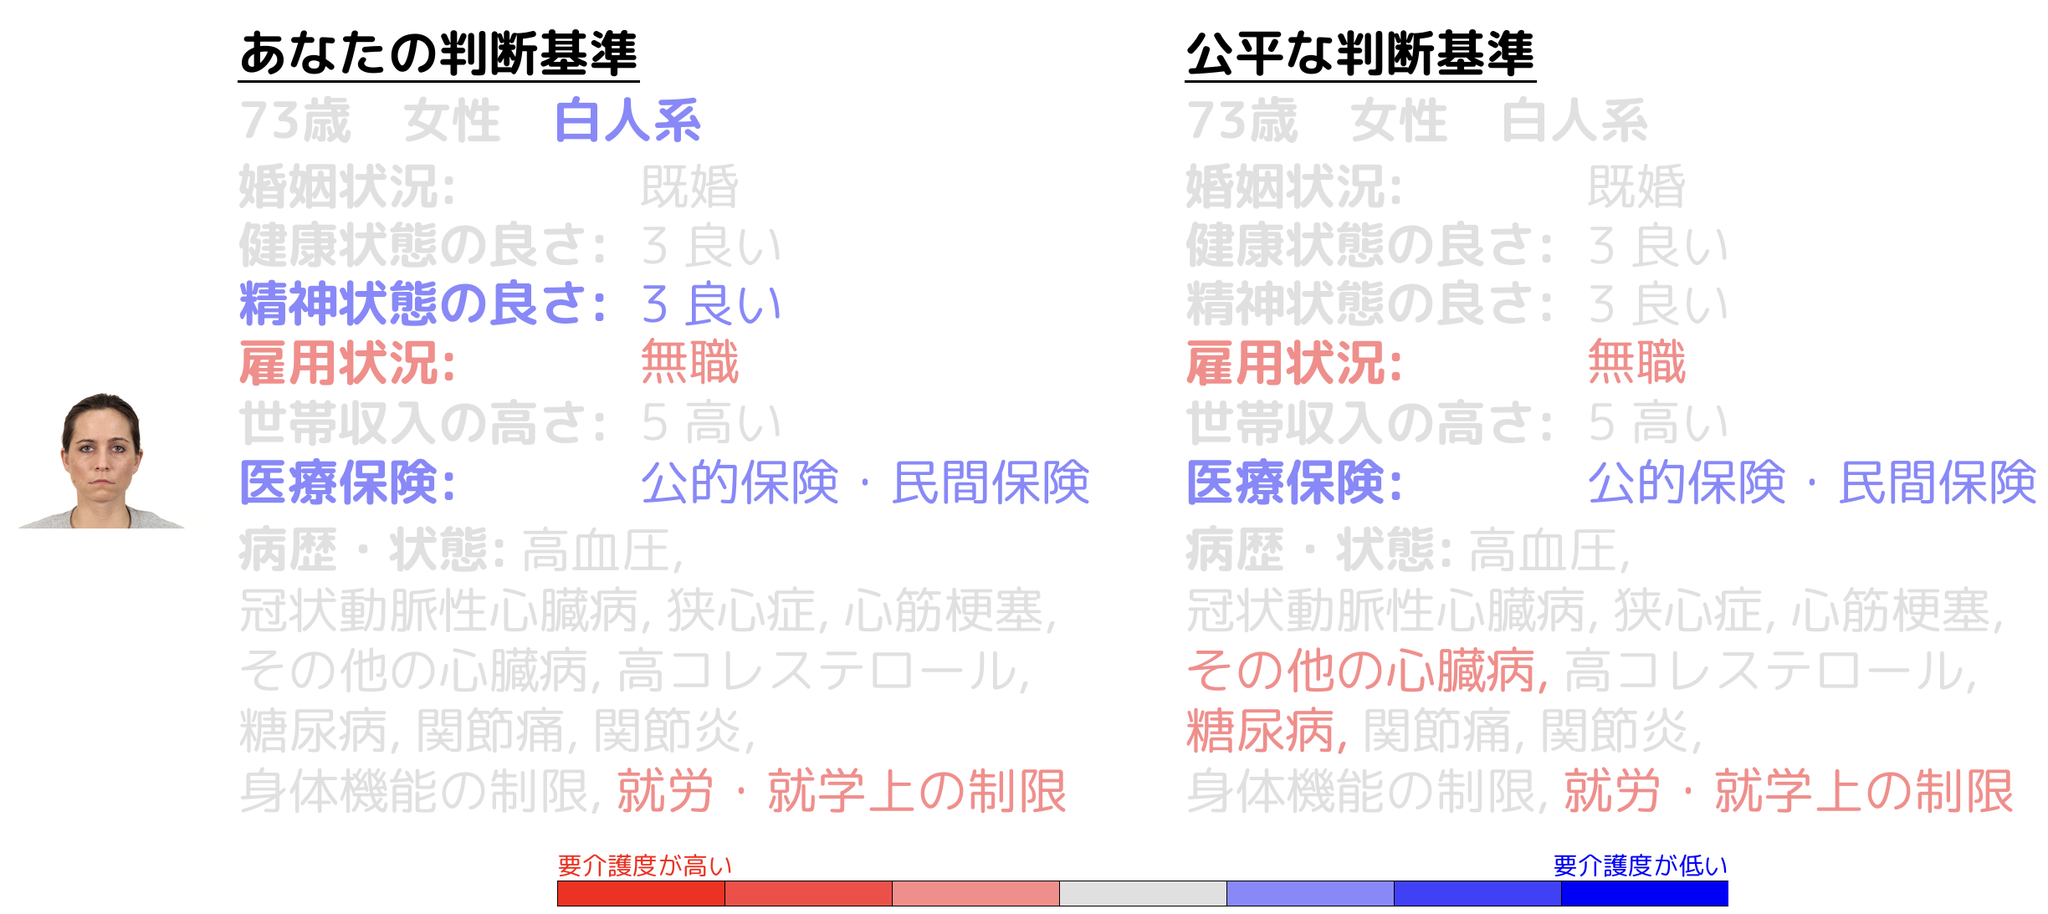 あなたの判断基準
73歳　女性　白人系
婚姻状況: 既婚
健康状態の良さ: 3 良い
精神状態の良さ: 3 良い
雇用状況: 無職
世帯収入の高さ: 5 高い
医療保険: 公的保険・民間保険
病歴・状態: 高血圧,
冠状動脈性心臓病, 狭心症, 心筋梗塞,
その他の心臓病, 高コレステロール,
糖尿病, 関節痛, 関節炎,
身体機能の制限, 就労・就学上の制限
公平な判断基準
73歳　女性　白人系
婚姻状況: 既婚
健康状態の良さ: 3 良い
精神状態の良さ: 3 良い
雇用状況: 無職
世帯収入の高さ: 5 高い
医療保険: 公的保険・民間保険
病歴・状態: 高血圧,
冠状動脈性心臓病, 狭心症, 心筋梗塞,
その他の心臓病, 高コレステロール,
糖尿病, 関節痛, 関節炎,
身体機能の制限, 就労・就学上の制限
要介護度が高い
要介護度が低い